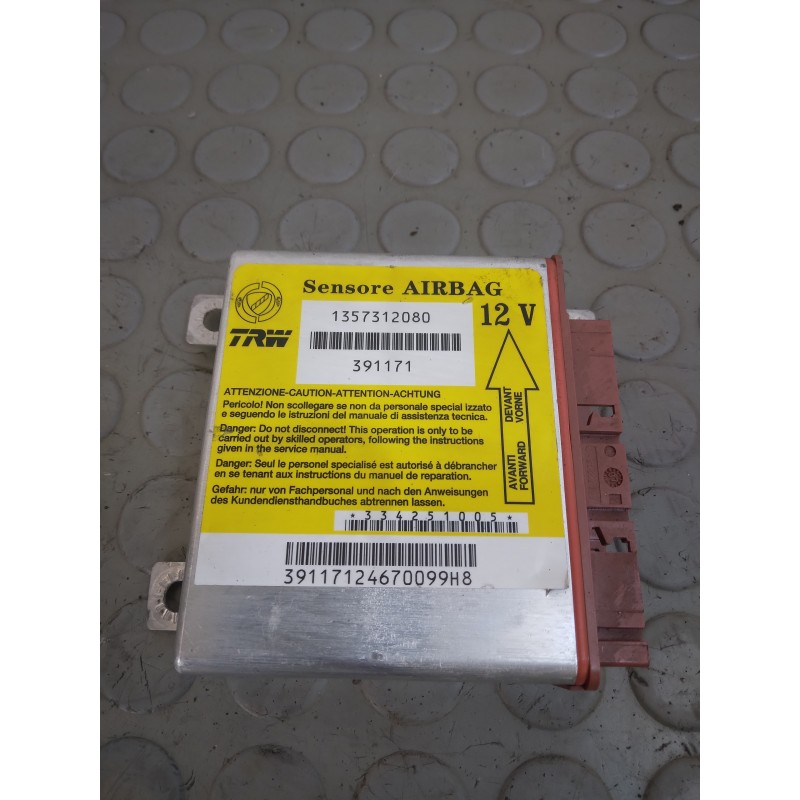 Sensore AIRBAG
TRW
1357312080
12 V
391171
ATTENZIONE-CAUTION-ATTENTION-ACHTUNG
Pericolo! Non scollegare se non da personale special izzato
e seguendo le istruzioni del manuale di assistenza tecnica.
Danger: Do not disconnect! This operation is only to be
carried out by skilled operators, following the instructions
given in the service manual.
Danger: Seul le personel specialisé est autorisé à débrancher
en se tenant aux instructions du manuel de reparation.
Gefahr: nur von Fachpersonal und nach den Anweisungen
des Kundendiensthandbuches abtrennen lassen.
AVANTI DEVANT
FORWARD VORNE
*334251005*
39117124670099H8